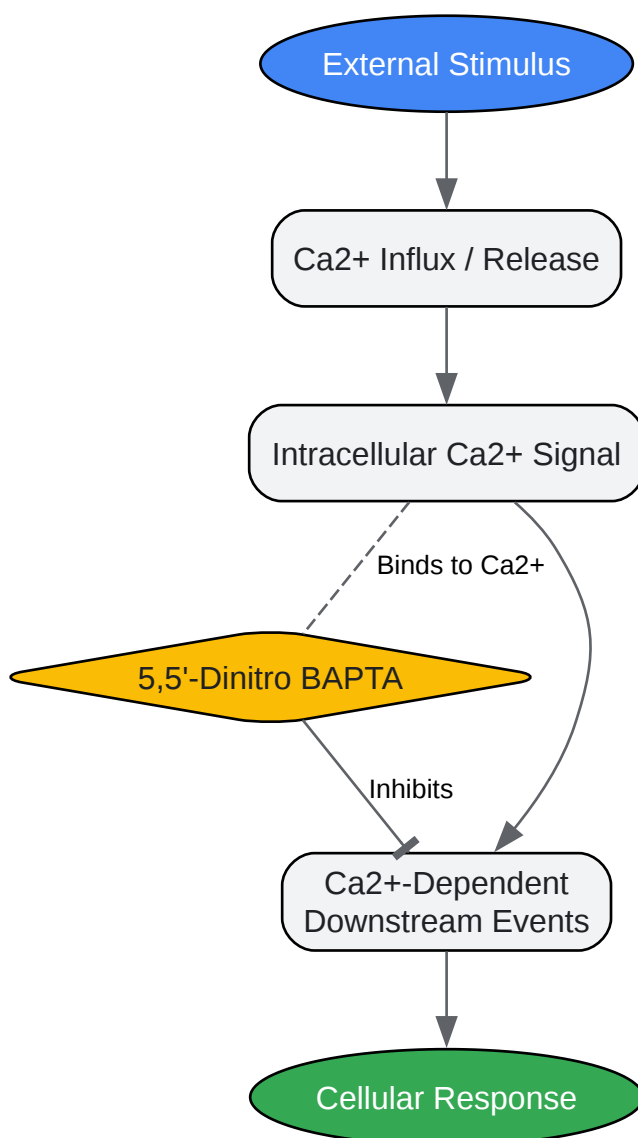 External Stimulus
Ca2+ Influx / Release
Intracellular Ca2+ Signal
Binds to Ca2+
5,5'-Dinitro BAPTA
Inhibits
Ca2+-Dependent
Downstream Events
Cellular Response